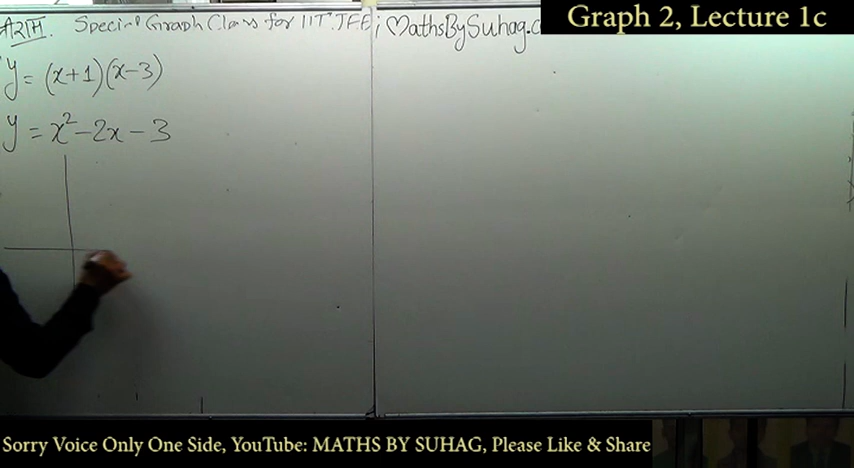 Special Graph Class for IIT.JEE, MathsBySuhag.c
Graph 2, Lecture 1c
y = (x+1)(x-3)
y = x²-2x-3
Sorry Voice Only One Side, YouTube: MATHS BY SUHAG, Please Like & Share